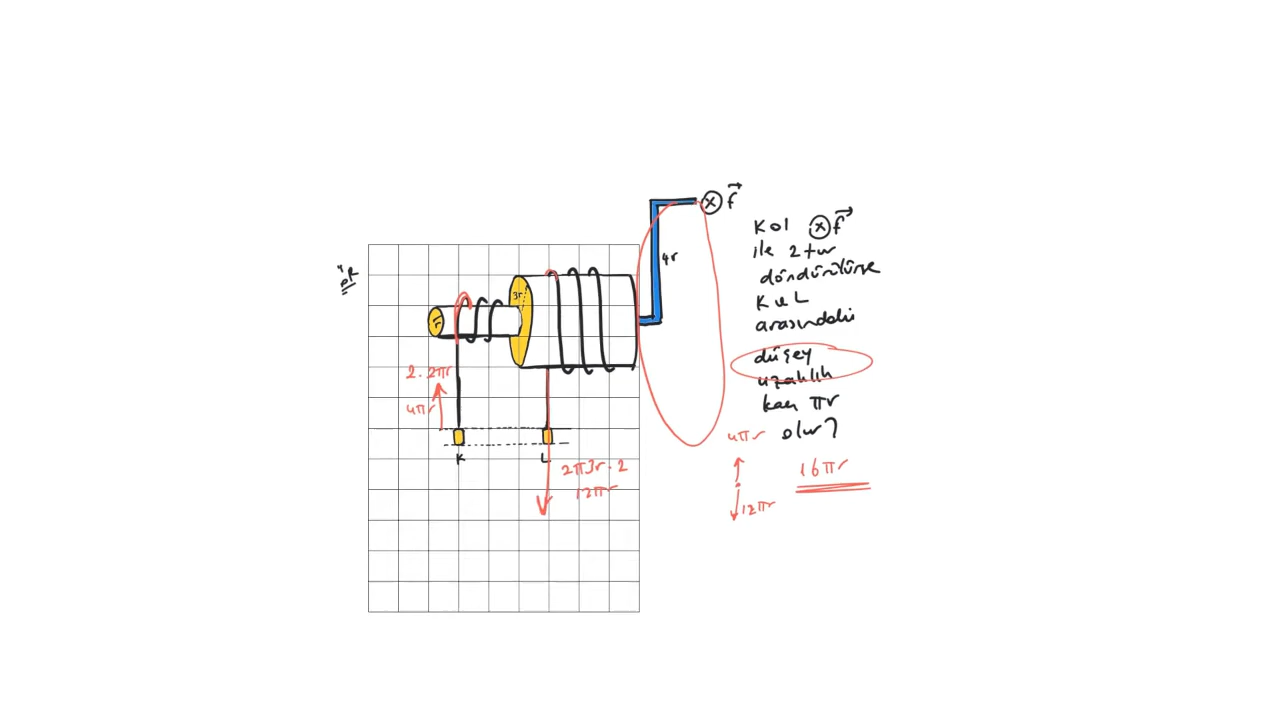 ÖR
r
3r
4r
f
Kol ⊗ f
ile 2 tur
döndürülürse
K ve L
arasındaki
düşey
uzaklık
kaç πr
olur?
2.2πr
4πr
K
L
2π3r.2
12πr
4πr
12πr
16πr